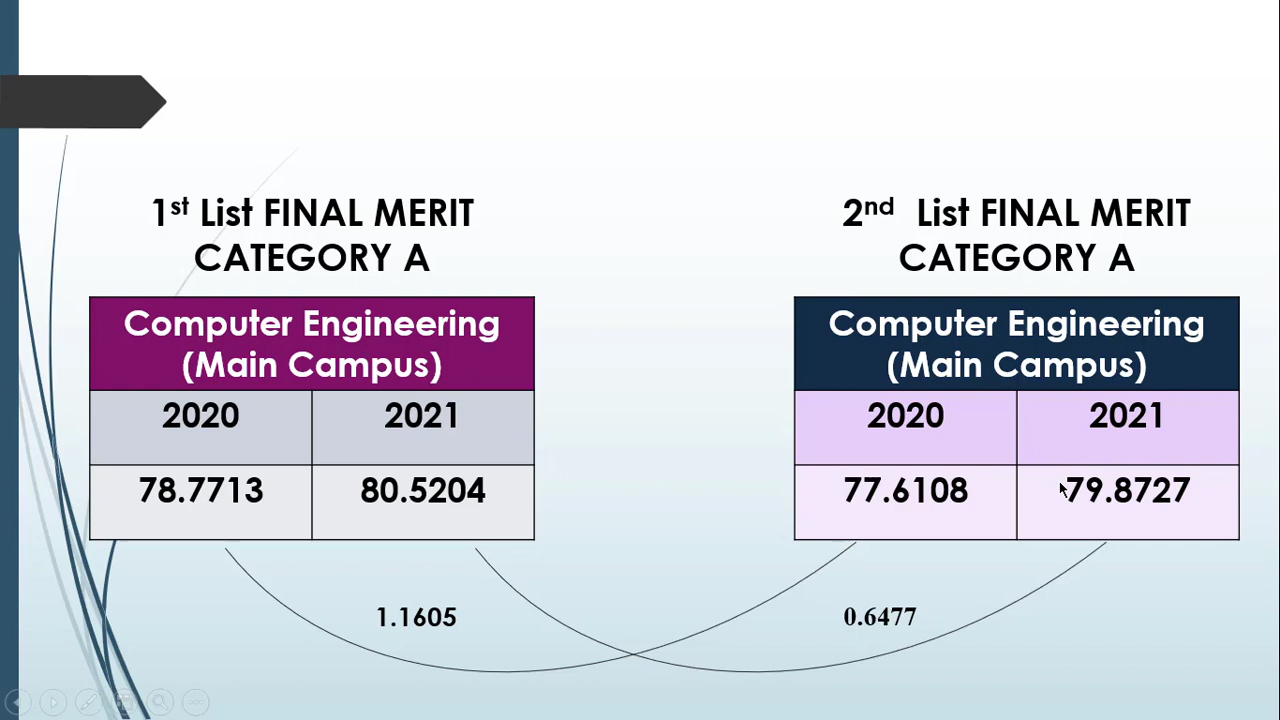 1st List FINAL MERIT
CATEGORY A
Computer Engineering
(Main Campus)
2020 2021
78.7713 80.5204
2nd List FINAL MERIT
CATEGORY A
Computer Engineering
(Main Campus)
2020 2021
77.6108 79.8727
1.1605
0.6477